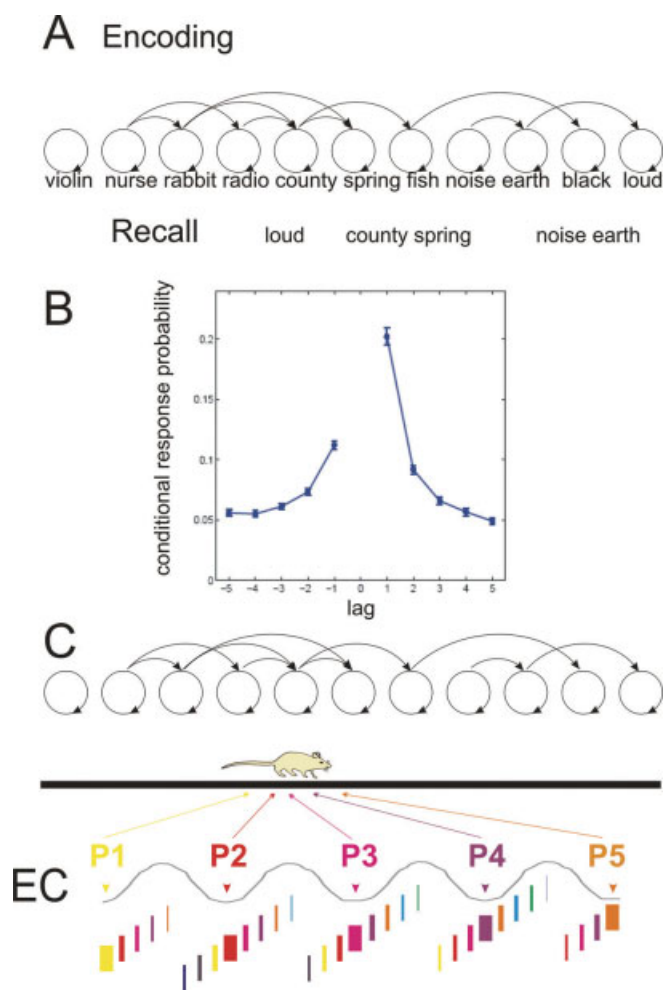 A Encoding
violin nurse rabbit radio county spring fish noise earth black loud
Recall loud county spring noise earth
B
conditional response probability
0.2
0.15
0.1
0.05
0
-5 -4 -3 -2 -1 0 1 2 3 4 5
lag
C
P1 P2 P3 P4 P5
EC